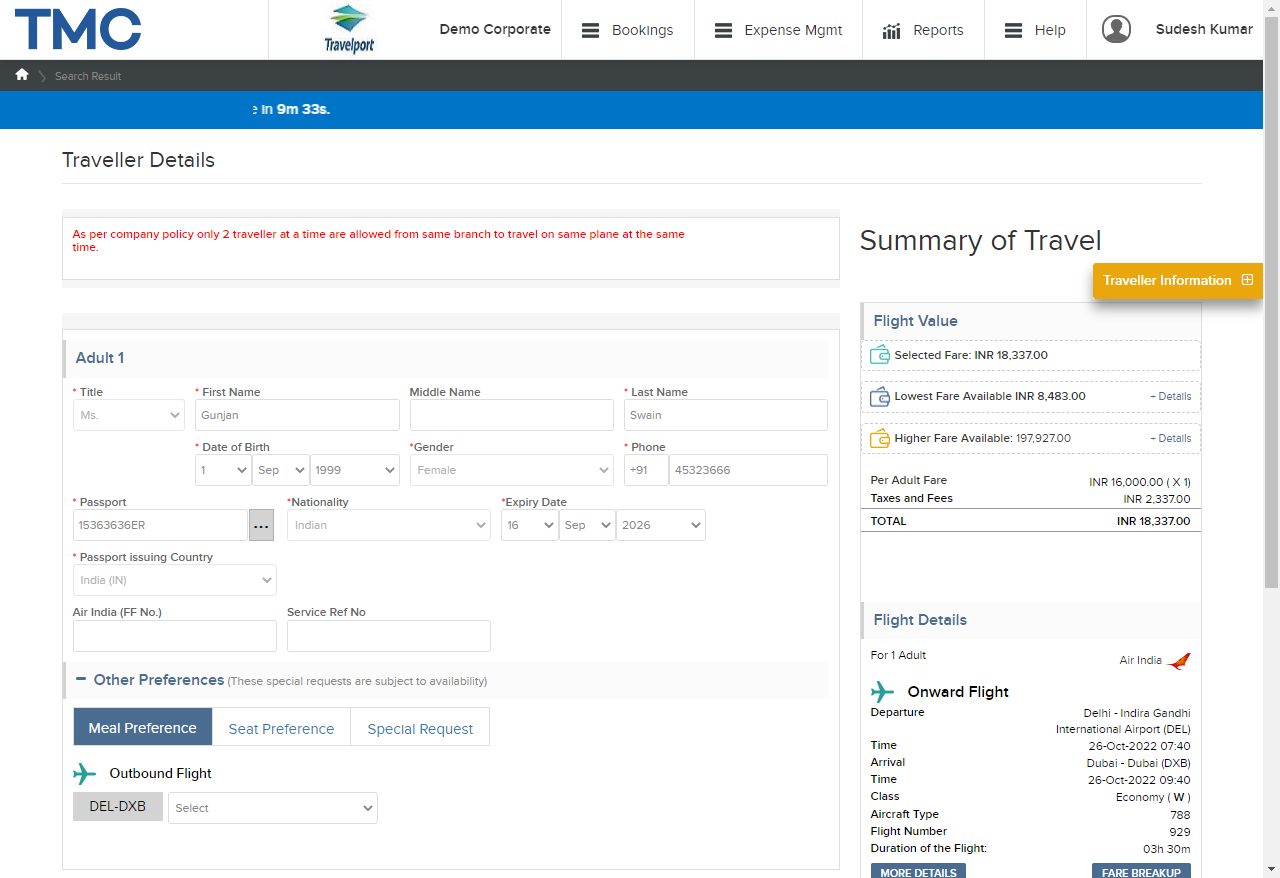 TMC
Travelport
Demo Corporate
Bookings
Expense Mgmt
Reports
Help
Sudesh Kumar
Search Result
in 9m 33s.
Traveller Details
As per company policy only 2 traveller at a time are allowed from same branch to travel on same plane at the same
time.
Summary of Travel
Traveller Information
Adult 1
* Title
* First Name
Middle Name
* Last Name
Ms.
Gunjan
Swain
* Date of Birth
*Gender
* Phone
1
Sep
1999
Female
+91
45323666
* Passport
*Nationality
*Expiry Date
15363636ER
...
Indian
16
Sep
2026
* Passport issuing Country
India (IN)
Air India (FF No.)
Service Ref No
Other Preferences (These special requests are subject to availability)
Meal Preference
Seat Preference
Special Request
Outbound Flight
DEL-DXB
Select
Flight Value
Selected Fare: INR 18,337.00
Lowest Fare Available INR 8,483.00
+ Details
Higher Fare Available: 197,927.00
+ Details
Per Adult Fare
INR 16,000.00 ( X 1)
Taxes and Fees
INR 2,337.00
TOTAL
INR 18,337.00
Flight Details
For 1 Adult
Air India
Onward Flight
Departure
Delhi - Indira Gandhi
International Airport (DEL)
Time
26-Oct-2022 07:40
Arrival
Dubai - Dubai (DXB)
Time
26-Oct-2022 09:40
Class
Economy ( W )
Aircraft Type
788
Flight Number
929
Duration of the Flight:
03h 30m
MORE DETAILS
FARE BREAKUP